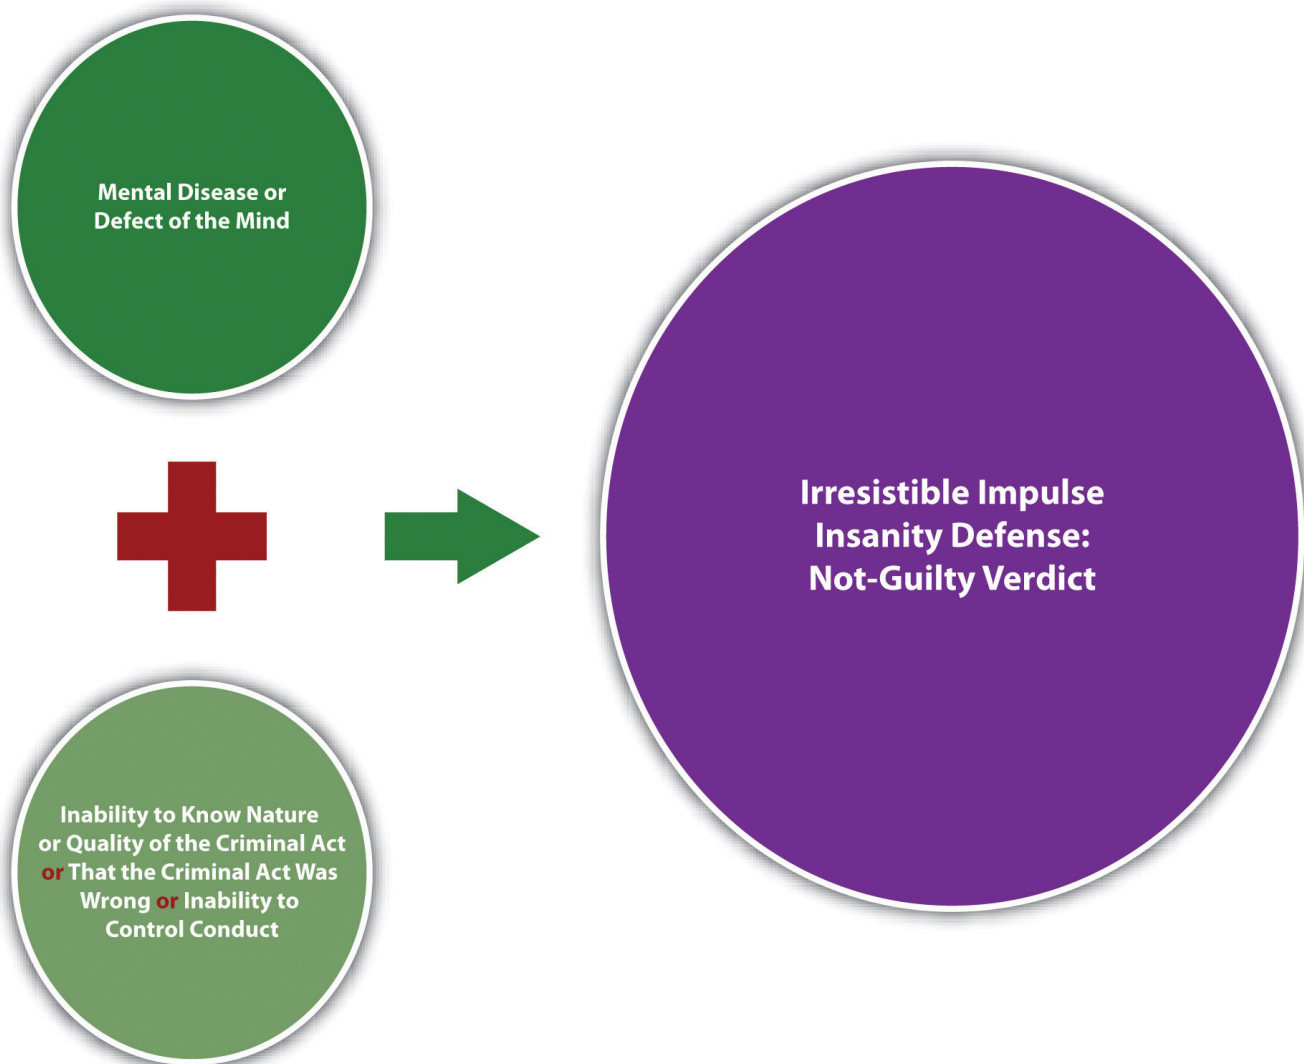 Mental Disease or
Defect of the Mind
Irresistible Impulse
Insanity Defense:
Not-Guilty Verdict
Inability to Know Nature
or Quality of the Criminal Act
or That the Criminal Act Was
Wrong or Inability to
Control Conduct